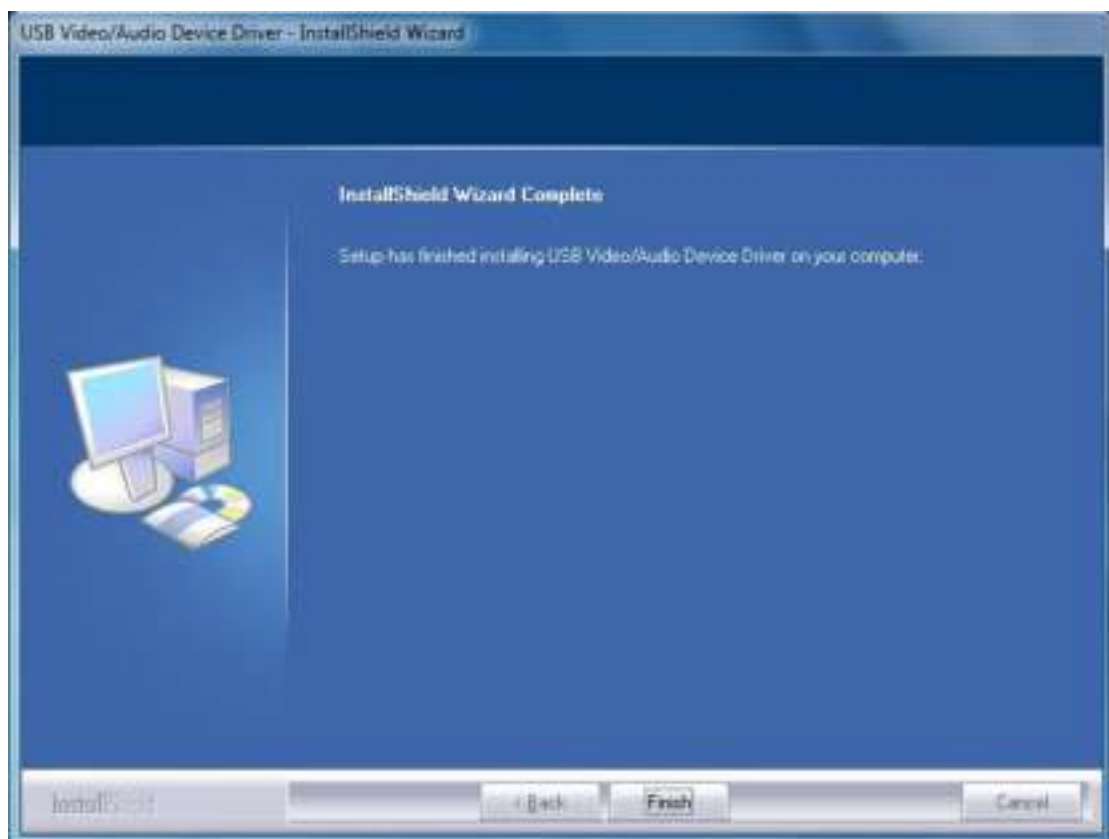 USB Video/Audio Device Driver - InstallShield Wizard
InstallShield Wizard Complete
Setup has finished installing USB Video/Audio Device Driver on your computer.
InstallShield
< Back
Finish
Cancel